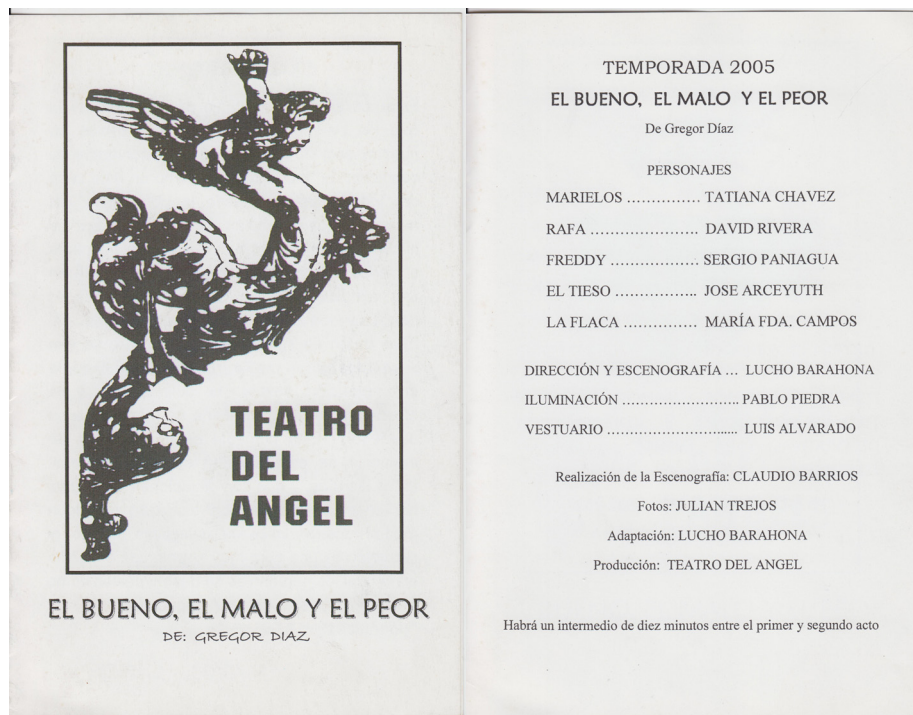 TEATRO
DEL
ANGEL
EL BUENO, EL MALO Y EL PEOR
DE: GREGOR DIAZ
TEMPORADA 2005
EL BUENO, EL MALO Y EL PEOR
De Gregor Díaz
PERSONAJES
MARIELOS …………… TATIANA CHAVEZ
RAFA …………………. DAVID RIVERA
FREDDY ……………… SERGIO PANIAGUA
EL TIESO …………….. JOSE ARCEYUTH
LA FLACA …………… MARÍA FDA. CAMPOS
DIRECCIÓN Y ESCENOGRAFÍA … LUCHO BARAHONA
ILUMINACIÓN …………………….. PABLO PIEDRA
VESTUARIO ……………………...... LUIS ALVARADO
Realización de la Escenografía: CLAUDIO BARRIOS
Fotos: JULIAN TREJOS
Adaptación: LUCHO BARAHONA
Producción: TEATRO DEL ANGEL
Habrá un intermedio de diez minutos entre el primer y segundo acto